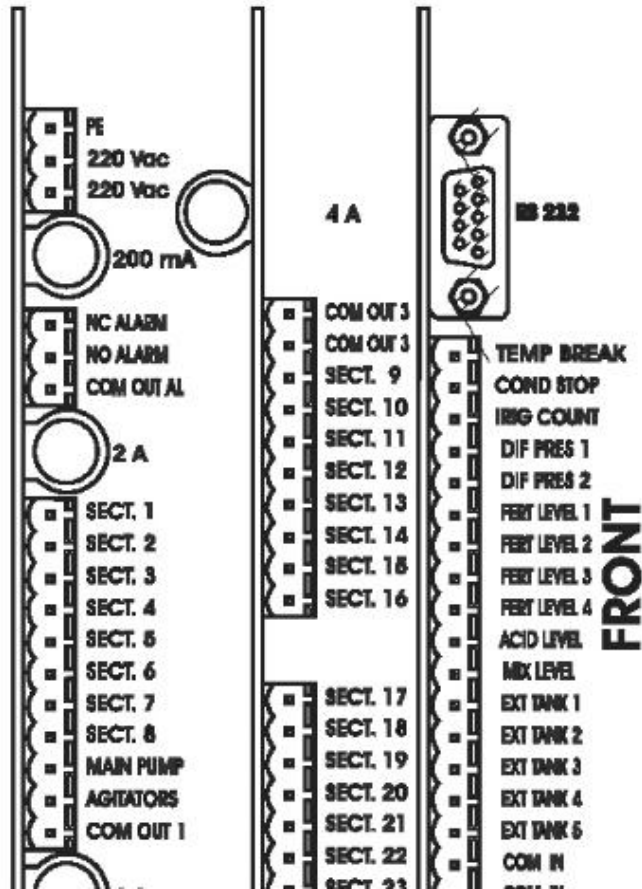 PE
220 Vac
220 Vac
200 mA
NC ALARM
NO ALARM
COM OUT AL
2 A
SECT. 1
SECT. 2
SECT. 3
SECT. 4
SECT. 5
SECT. 6
SECT. 7
SECT. 8
MAIN PUMP
AGITATORS
COM OUT 1
4 A
COM OUT 3
COM OUT 3
SECT. 9
SECT. 10
SECT. 11
SECT. 12
SECT. 13
SECT. 14
SECT. 15
SECT. 16
SECT. 17
SECT. 18
SECT. 19
SECT. 20
SECT. 21
SECT. 22
SECT. 23
RS 232
TEMP BREAK
COND STOP
IRIG COUNT
DIF PRES 1
DIF PRES 2
FERT LEVEL 1
FERT LEVEL 2
FERT LEVEL 3
FERT LEVEL 4
ACID LEVEL
MIX LEVEL
EXT TANK 1
EXT TANK 2
EXT TANK 3
EXT TANK 4
EXT TANK 5
COM IN
FRONT